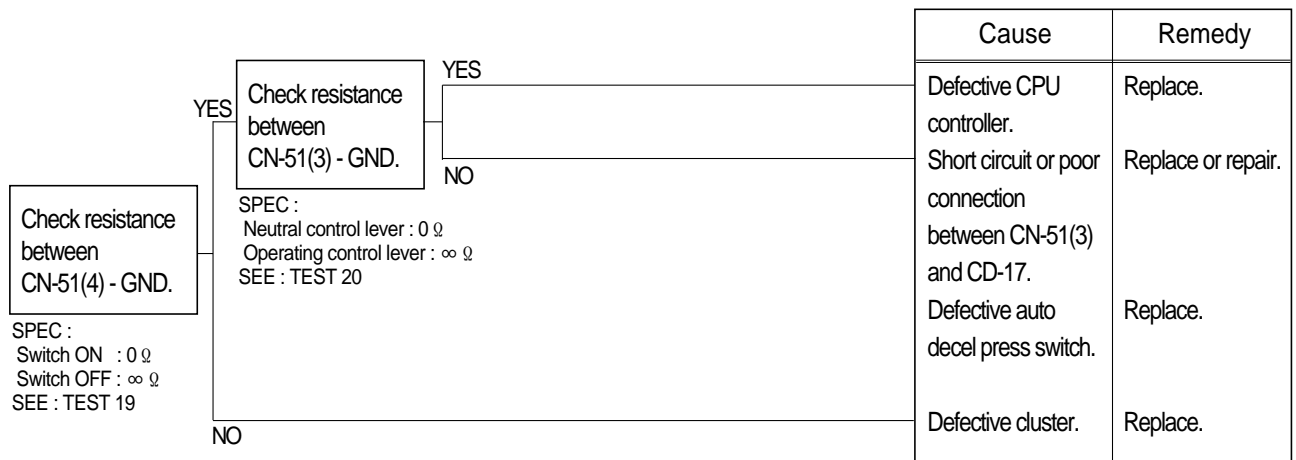 Cause
Remedy
YES
Check resistance
between
CN-51(3) - GND.
YES
NO
SPEC :
Neutral control lever : 0 Ω
Operating control lever : ∞ Ω
SEE : TEST 20
Check resistance
between
CN-51(4) - GND.
SPEC :
Switch ON : 0 Ω
Switch OFF : ∞ Ω
SEE : TEST 19
NO
Defective CPU
controller.
Replace.
Short circuit or poor
connection
between CN-51(3)
and CD-17.
Replace or repair.
Defective auto
decel press switch.
Replace.
Defective cluster.
Replace.